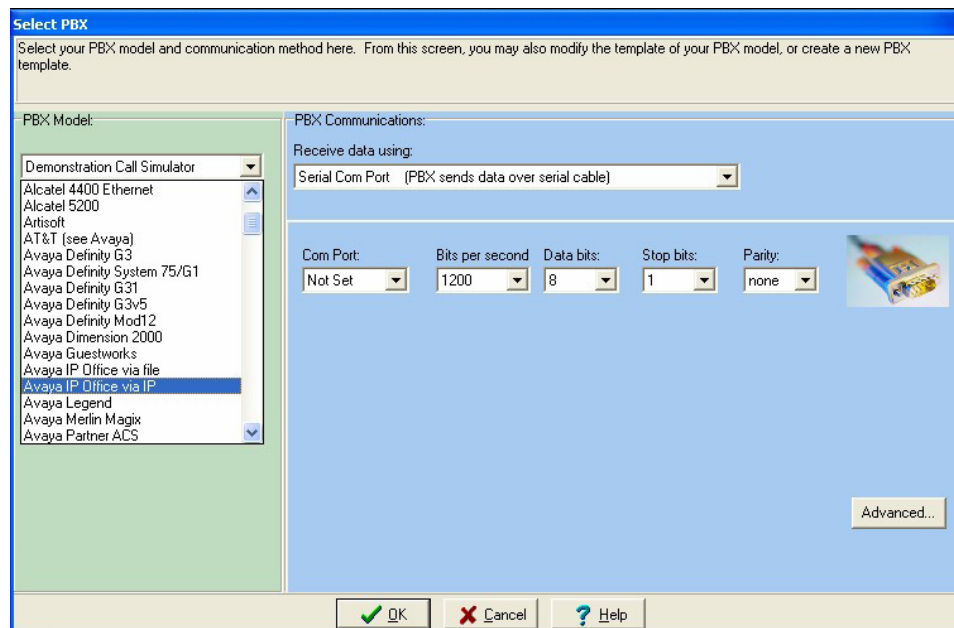 Select PBX
Select your PBX model and communication method here.  From this screen, you may also modify the template of your PBX model, or create a new PBX
template.
PBX Model:
Demonstration Call Simulator
Alcatel 4400 Ethernet
Alcatel 5200
Artisoft
AT&T (see Avaya)
Avaya Definity G3
Avaya Definity System 75/G1
Avaya Definity G31
Avaya Definity G3v5
Avaya Definity Mod12
Avaya Dimension 2000
Avaya Guestworks
Avaya IP Office via file
Avaya IP Office via IP
Avaya Legend
Avaya Merlin Magix
Avaya Partner ACS
PBX Communications:
Receive data using:
Serial Com Port   (PBX sends data over serial cable)
Com Port: Bits per second Data bits: Stop bits: Parity:
Not Set 1200 8 1 none
Advanced...
OK Cancel Help